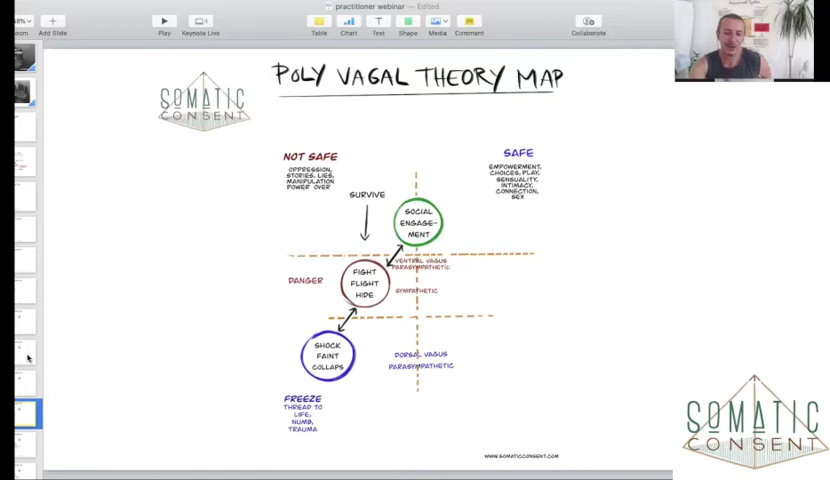 practitioner webinar — Edited
Add Slide
Play
Keynote Live
Table
Chart
Text
Shape
Media
Comment
Collaborate
POLY VAGAL THEORY MAP
SOMATIC
CONSENT
NOT SAFE
OPPRESSION,
STORIES, LIES,
MANIPULATION
POWER OVER
SAFE
EMPOWERMENT,
CHOICES, PLAY,
SENSUALITY,
INTIMACY,
CONNECTION,
SEX
SURVIVE
SOCIAL
ENGAGE-
MENT
VENTRAL VAGUS
PARASYMPATHETIC
DANGER
FIGHT
FLIGHT
HIDE
SYMPATHETIC
SHOCK
FAINT
COLLAPS
DORSAL VAGUS
PARASYMPATHETIC
FREEZE
THREAD TO
LIFE,
NUMB,
TRAUMA
WWW.SOMATICCONSENT.COM
SOMATIC
CONSENT